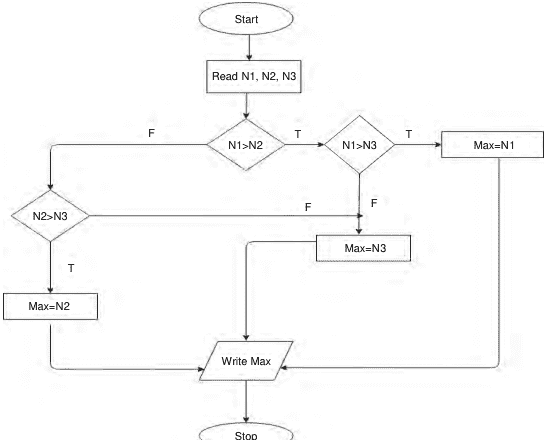 Start
Read N1, N2, N3
F
N1>N2
T
N1>N3
T
Max=N1
N2>N3
F
F
Max=N3
T
Max=N2
Write Max
Stop